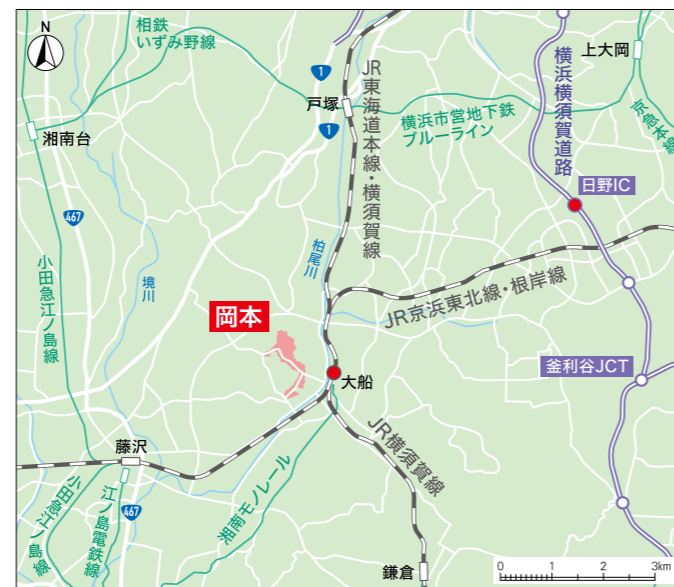 N
相鉄
いずみ野線
1
JR東海道本線・横須賀線
上大岡
戸塚
横浜横須賀道路
横浜市営地下鉄
ブルーライン
京急本線
1
湘南台
日野IC
467
柏尾川
小田急江ノ島線
境川
JR京浜東北線・根岸線
岡本
釜利谷JCT
大船
JR横須賀線
藤沢
湘南モノレール
小田急江ノ島線
江ノ島電鉄線
467
鎌倉
0 1 2 3km